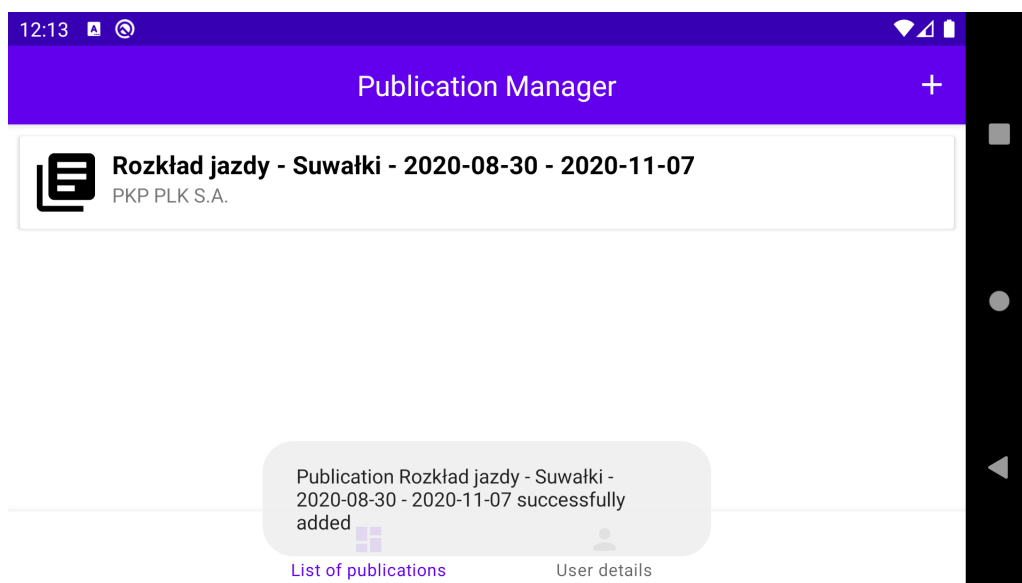 12:13
Publication Manager
Rozkład jazdy - Suwałki - 2020-08-30 - 2020-11-07
PKP PLK S.A.
Publication Rozkład jazdy - Suwałki -
2020-08-30 - 2020-11-07 successfully
added
List of publications
User details